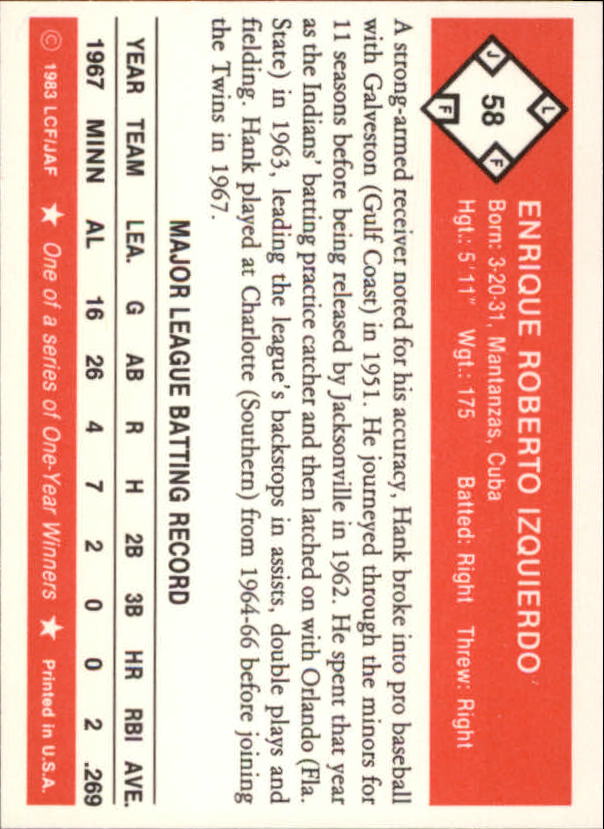 58
L
J
F
F
ENRIQUE ROBERTO IZQUIERDO
Born: 3-20-31, Mantanzas, Cuba
Hgt.: 5'11" Wgt.: 175 Batted: Right Threw: Right
A strong-armed receiver noted for his accuracy, Hank broke into pro baseball
with Galveston (Gulf Coast) in 1951. He journeyed through the minors for
11 seasons before being released by Jacksonville in 1962. He spent that year
as the Indians' batting practice catcher and then latched on with Orlando (Fla.
State) in 1963, leading the league's backstops in assists, double plays and
fielding. Hank played at Charlotte (Southern) from 1964-66 before joining
the Twins in 1967.
MAJOR LEAGUE BATTING RECORD
YEAR TEAM LEA. G AB R H 2B 3B HR RBI AVE.
1967 MINN AL 16 26 4 7 2 0 0 2 .269
© 1983 LCF/JAF ★ One of a series of One-Year Winners ★ Printed in U.S.A.